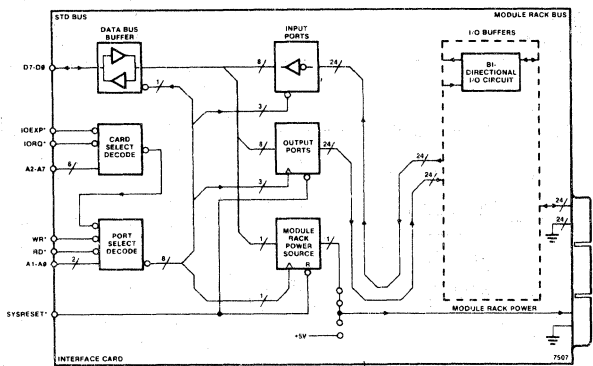 STD BUS
MODULE RACK BUS
DATA BUS
BUFFER
INPUT
PORTS
I/O BUFFERS
D7-D0
8
24
BI-
DIRECTIONAL
I/O CIRCUIT
1
3
IOEXP*
IORQ*
A2-A7
6
CARD
SELECT
DECODE
8
OUTPUT
PORTS
24
24
24
3
24
24
WR*
RD*
A1-A0
2
PORT
SELECT
DECODE
8
1
MODULE
RACK
POWER
SOURCE
R
1
1
SYSRESET*
MODULE RACK POWER
+5V
INTERFACE CARD
7507